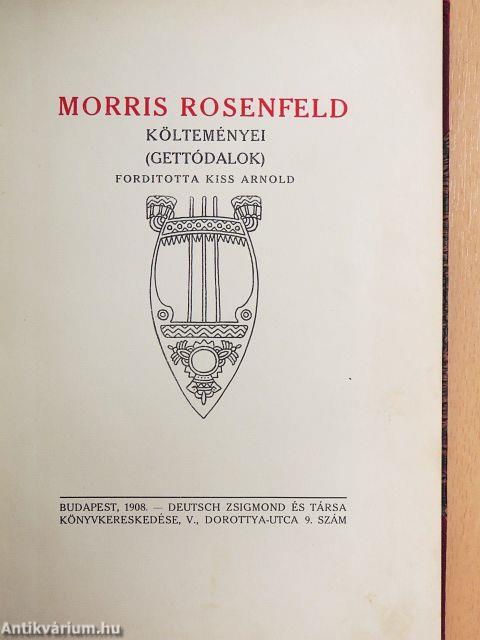 MORRIS ROSENFELD
KÖLTEMÉNYEI
(GETTÓDALOK)
FORDITOTTA KISS ARNOLD
BUDAPEST, 1908. — DEUTSCH ZSIGMOND ÉS TÁRSA
KÖNYVKERESKEDÉSE, V., DOROTTYA-UTCA 9. SZÁM
Antikvárium.hu